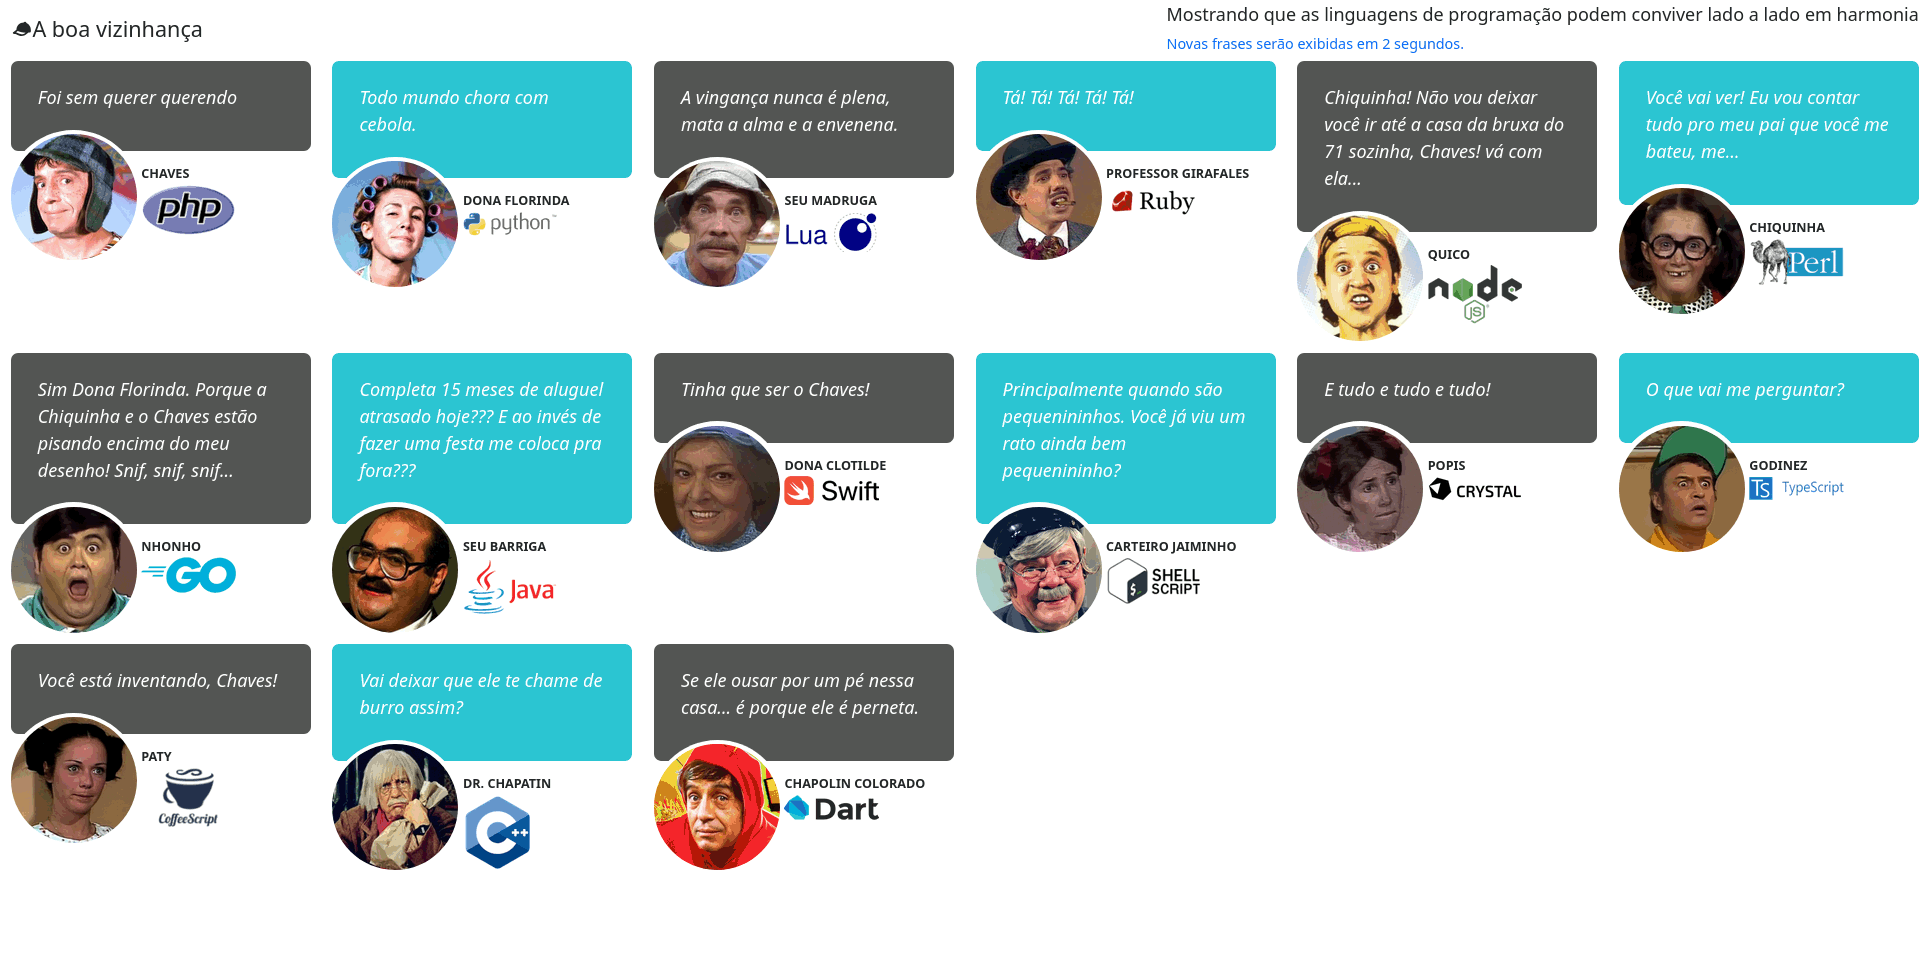 A boa vizinhança
Mostrando que as linguagens de programação podem conviver lado a lado em harmonia
Novas frases serão exibidas em 2 segundos.
Foi sem querer querendo
CHAVES
php
Todo mundo chora com
cebola.
DONA FLORINDA
python™
A vingança nunca é plena,
mata a alma e a envenena.
SEU MADRUGA
Lua
Tá! Tá! Tá! Tá! Tá!
PROFESSOR GIRAFALES
Ruby
Chiquinha! Não vou deixar
você ir até a casa da bruxa do
71 sozinha, Chaves! vá com
ela...
QUICO
node
JS
Você vai ver! Eu vou contar
tudo pro meu pai que você me
bateu, me...
CHIQUINHA
Perl
Sim Dona Florinda. Porque a
Chiquinha e o Chaves estão
pisando encima do meu
desenho! Snif, snif, snif...
NHONHO
GO
Completa 15 meses de aluguel
atrasado hoje??? E ao invés de
fazer uma festa me coloca pra
fora???
SEU BARRIGA
Java
Tinha que ser o Chaves!
DONA CLOTILDE
Swift
Principalmente quando são
pequenininhos. Você já viu um
rato ainda bem
pequenininho?
CARTEIRO JAIMINHO
$_
SHELL
SCRIPT
E tudo e tudo e tudo!
POPIS
CRYSTAL
O que vai me perguntar?
GODINEZ
TS TypeScript
Você está inventando, Chaves!
PATY
CoffeeScript
Vai deixar que ele te chame de
burro assim?
DR. CHAPATIN
C++
Se ele ousar por um pé nessa
casa... é porque ele é perneta.
CHAPOLIN COLORADO
Dart